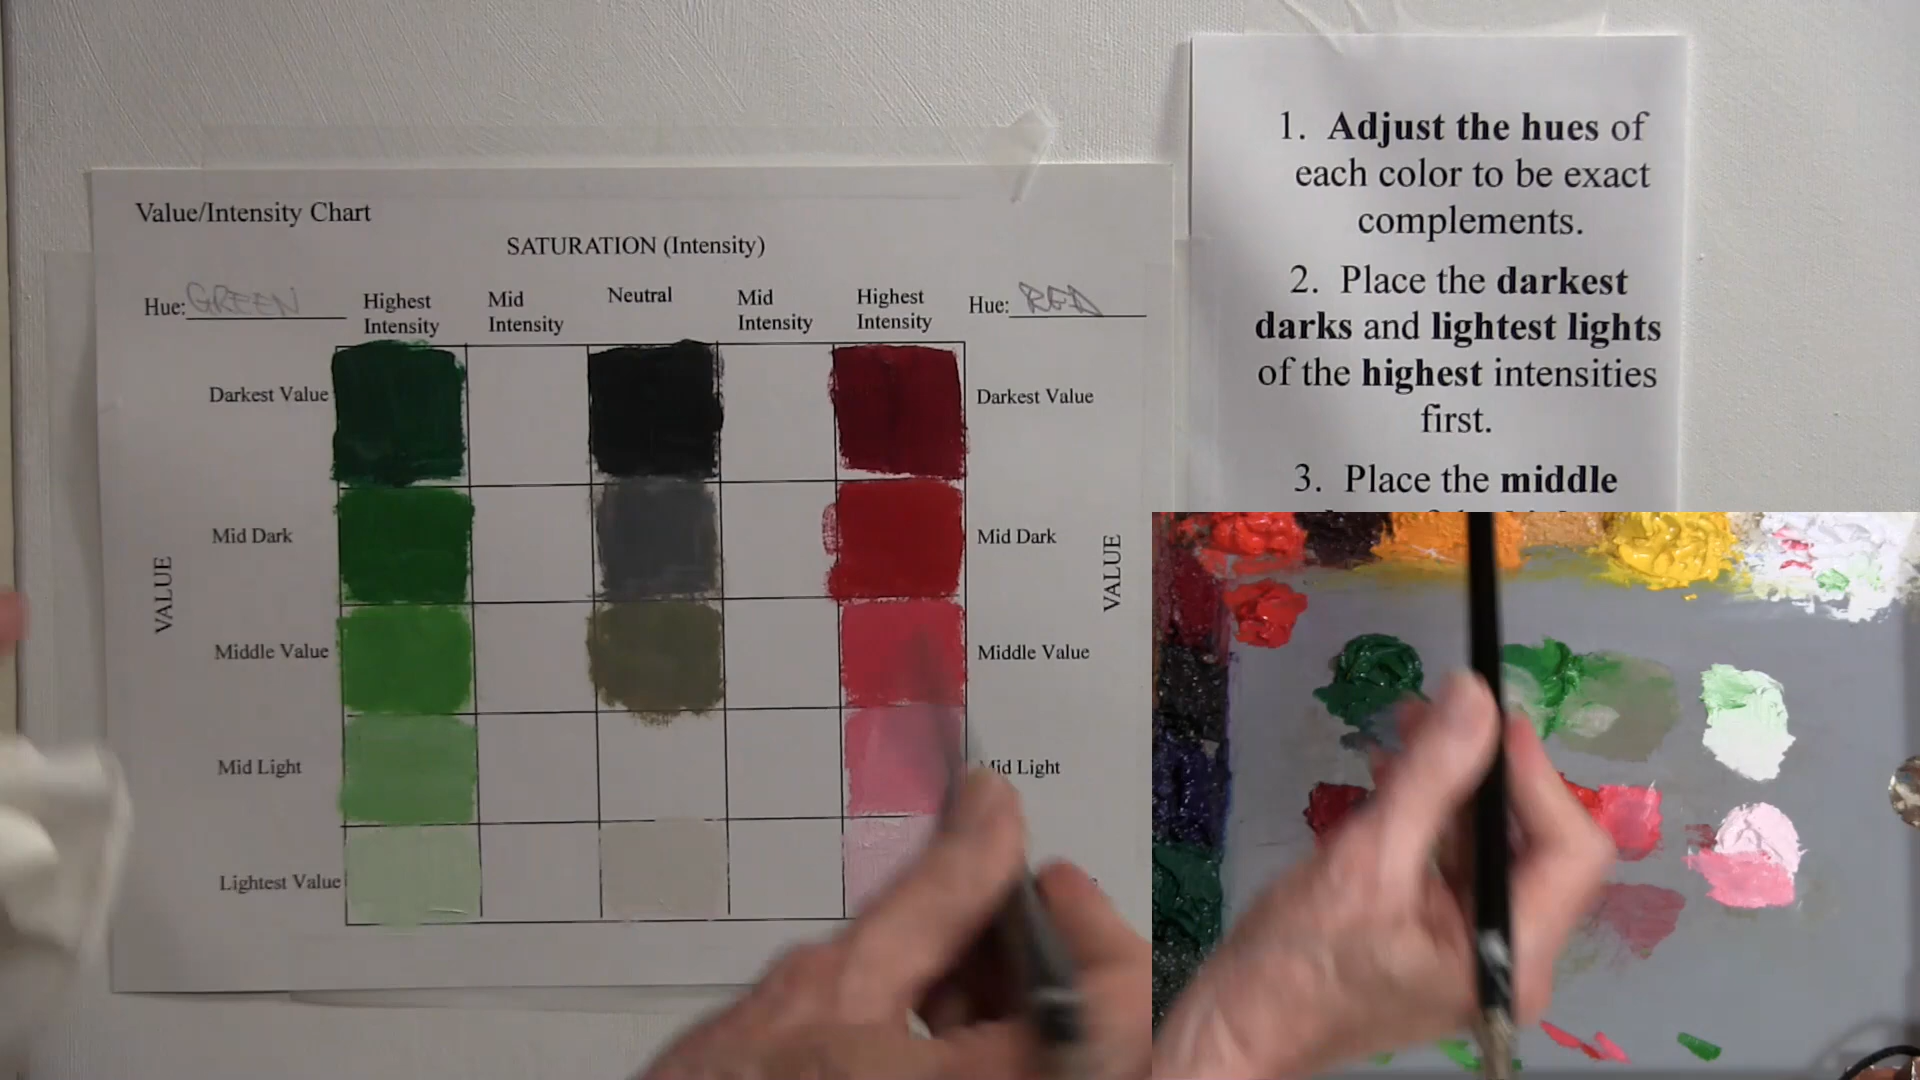 Value/Intensity Chart
SATURATION (Intensity)
Hue: GREEN
Highest
Intensity
Mid
Intensity
Neutral
Mid
Intensity
Highest
Intensity
Hue: RED
Darkest Value
Darkest Value
Mid Dark
Mid Dark
VALUE
VALUE
Middle Value
Middle Value
Mid Light
Mid Light
Lightest Value
1. Adjust the hues of
each color to be exact
complements.
2. Place the darkest
darks and lightest lights
of the highest intensities
first.
3. Place the middle